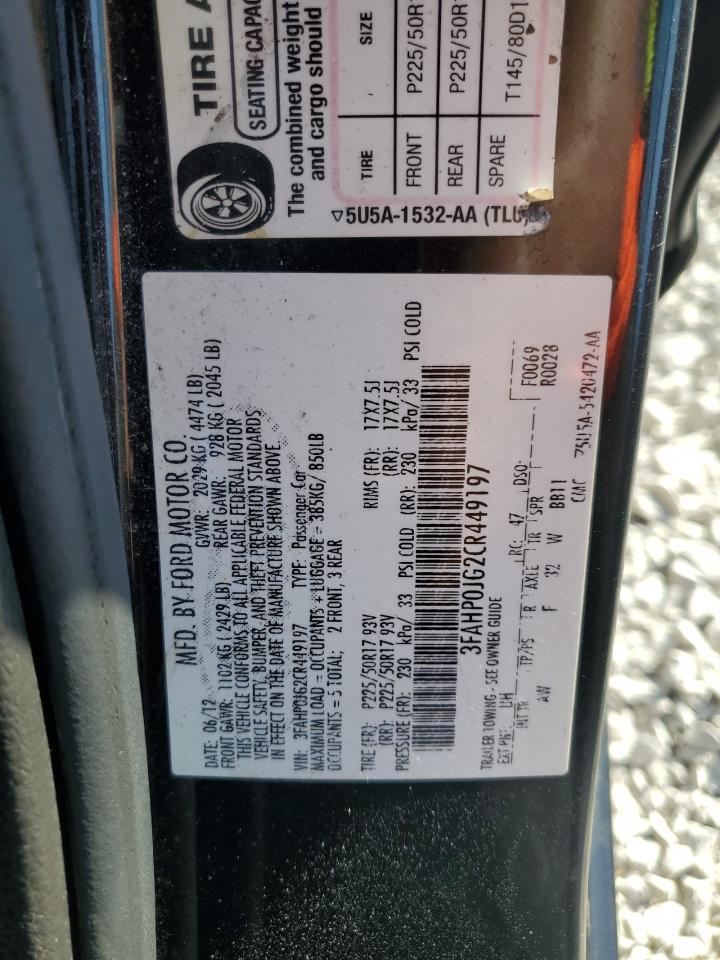 TIRE A
SEATING CAPAC
The combined weight
and cargo should
TIRE SIZE
FRONT P225/50R1
REAR P225/50R1
SPARE T145/80D1
5U5A-1532-AA (TLU)
MFD. BY FORD MOTOR CO.
DATE: 06/12 GVWR: 2029 KG ( 4474 LB)
FRONT GAWR: 1102 KG ( 2429 LB) REAR GAWR: 928 KG ( 2045 LB)
THIS VEHICLE CONFORMS TO ALL APPLICABLE FEDERAL MOTOR
VEHICLE SAFETY, BUMPER, AND THEFT PREVENTION STANDARDS
IN EFFECT ON THE DATE OF MANUFACTURE SHOWN ABOVE.
VIN: 3FAHP0JG2CR449197 TYPE: Passenger Car
MAXIMUM LOAD = OCCUPANTS + LUGGAGE = 385KG/ 850LB
OCCUPANTS = 5 TOTAL; 2 FRONT, 3 REAR
TIRE (FR): P225/50R17 93V RIMS (FR): 17X7.5J
(RR): P225/50R17 93V (RR): 17X7.5J
PRESSURE (FR): 230 kPa/ 33 PSI COLD (RR): 230 kPa/ 33 PSI COLD
3FAHP0JG2CR449197
TRAILER TOWING - SEE OWNER GUIDE
EXT PNT: UH RC: 47 DSO: F0069
INT TR TP/PS R AXLE TR SPR R0028
AW F 32 W BB11
CIMC 5U5A-5420472-AA